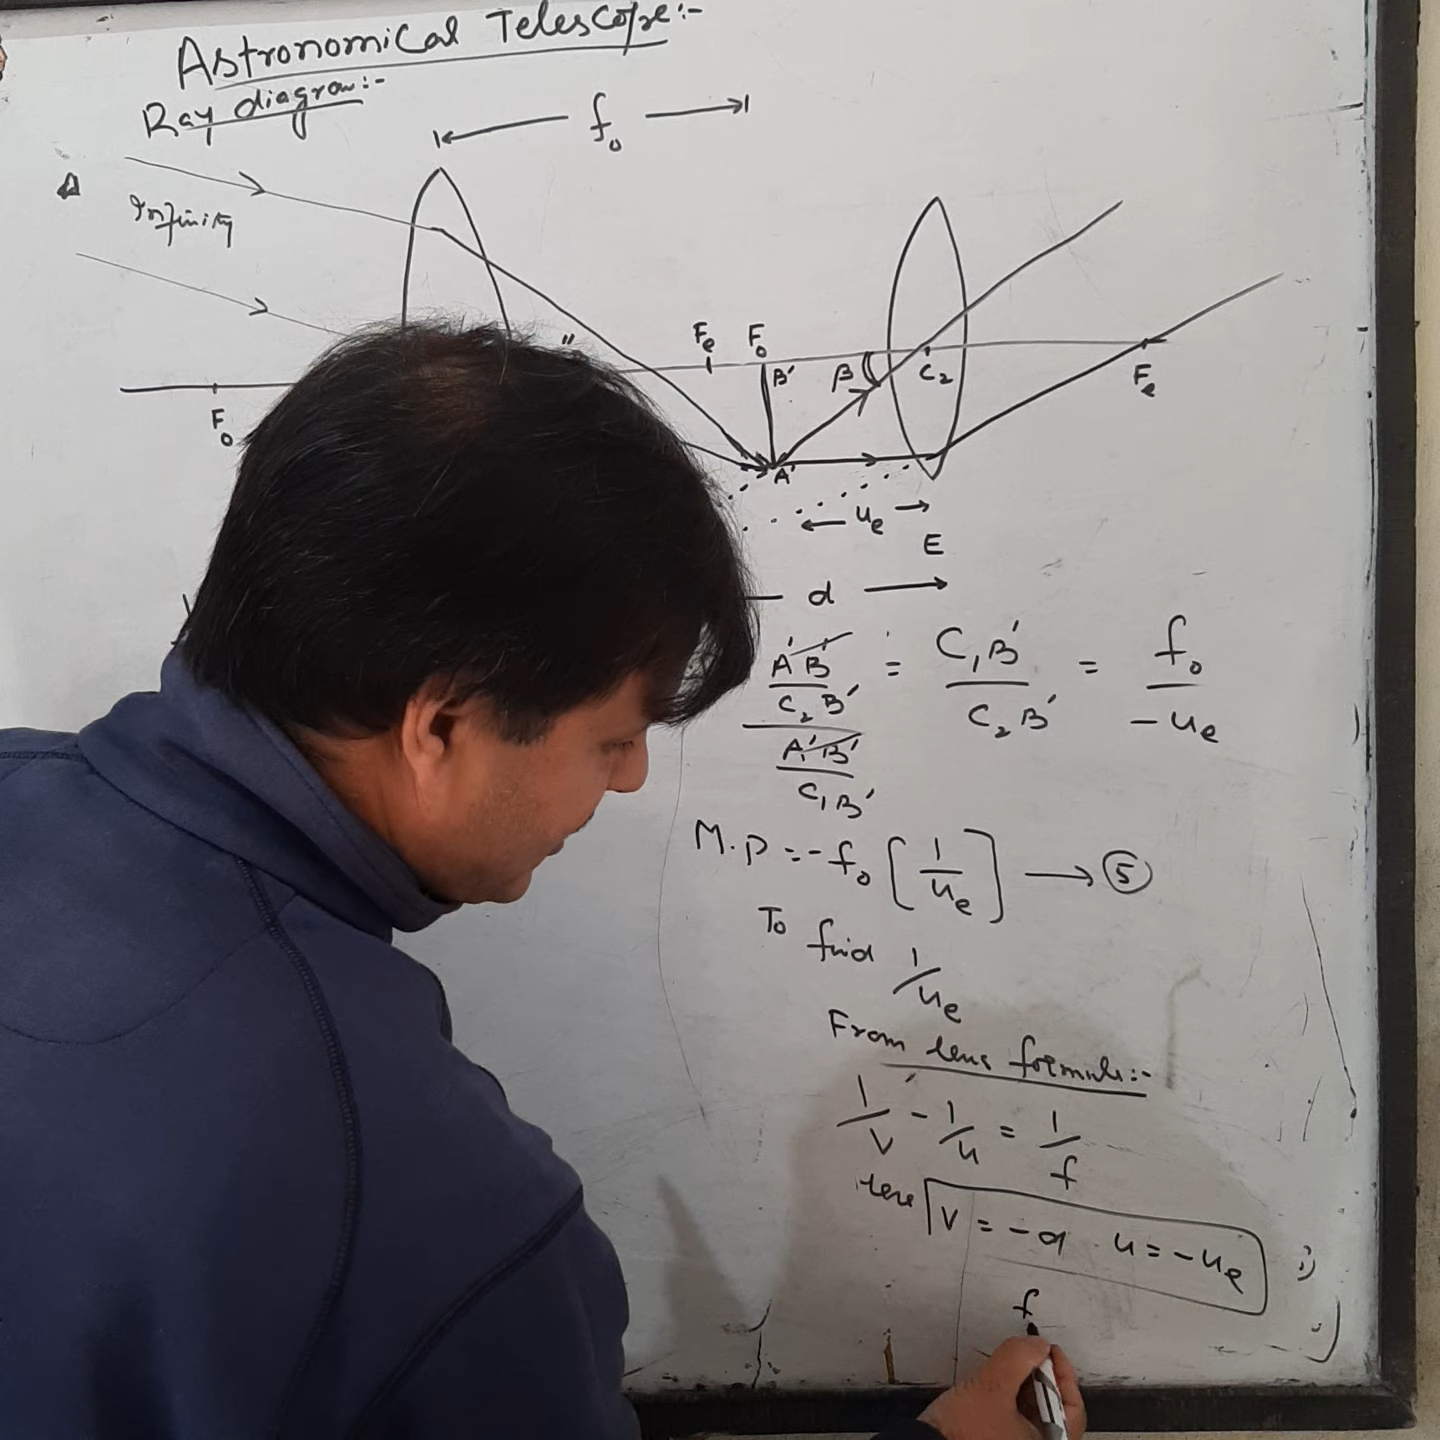 Astronomical Telescope:-
Ray diagram:-
f₀
A
Infinity
Fe F₀
B' β C₂ Fe
F₀
A'
ue
E
d
A'B'/C₂B' / A'B'/C₁B' = C₁B'/C₂B' = f₀/-ue
M.P = -f₀ [1/ue] → ⑤
To find 1/ue
From lens formula:-
1/v - 1/u = 1/f
Here v = -d u = -ue
f